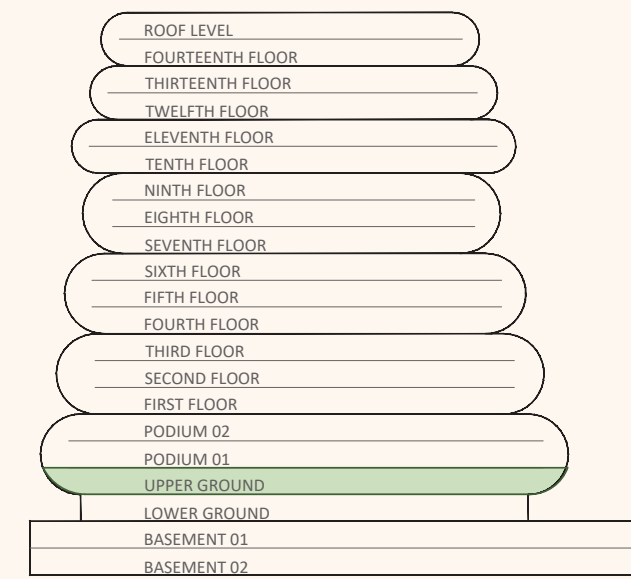 ROOF LEVEL
FOURTEENTH FLOOR
THIRTEENTH FLOOR
TWELFTH FLOOR
ELEVENTH FLOOR
TENTH FLOOR
NINTH FLOOR
EIGHTH FLOOR
SEVENTH FLOOR
SIXTH FLOOR
FIFTH FLOOR
FOURTH FLOOR
THIRD FLOOR
SECOND FLOOR
FIRST FLOOR
PODIUM 02
PODIUM 01
UPPER GROUND
LOWER GROUND
BASEMENT 01
BASEMENT 02